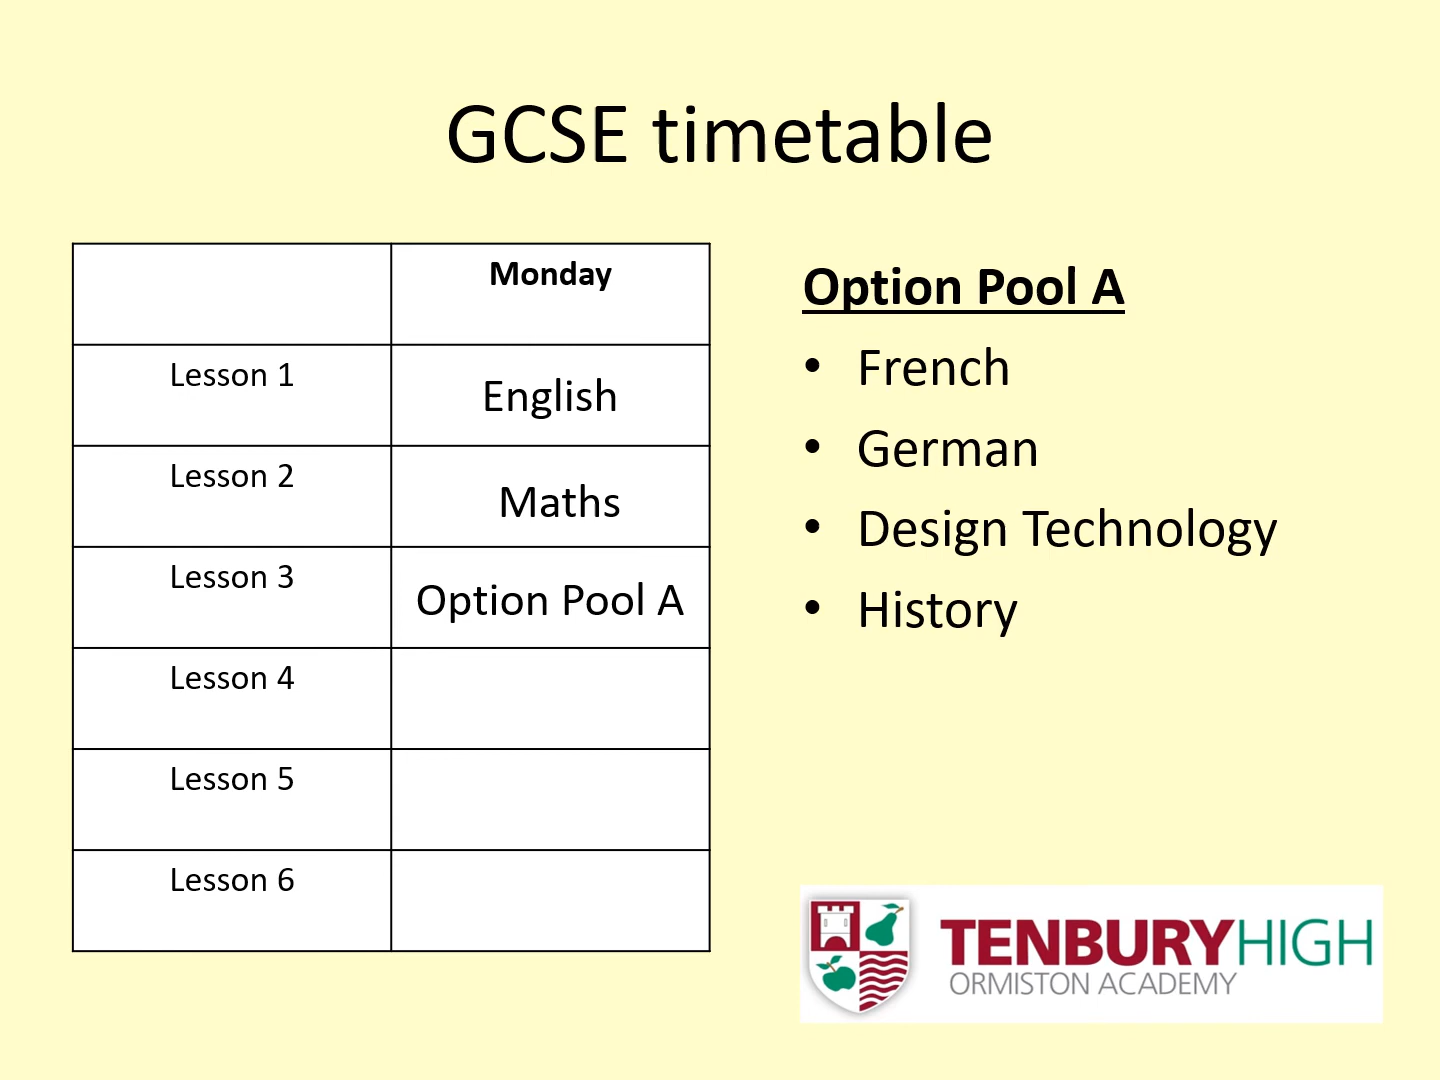 GCSE timetable
Monday
Lesson 1
English
Lesson 2
Maths
Lesson 3
Option Pool A
Lesson 4
Lesson 5
Lesson 6
Option Pool A
• French
• German
• Design Technology
• History
TENBURYHIGH
ORMISTON ACADEMY